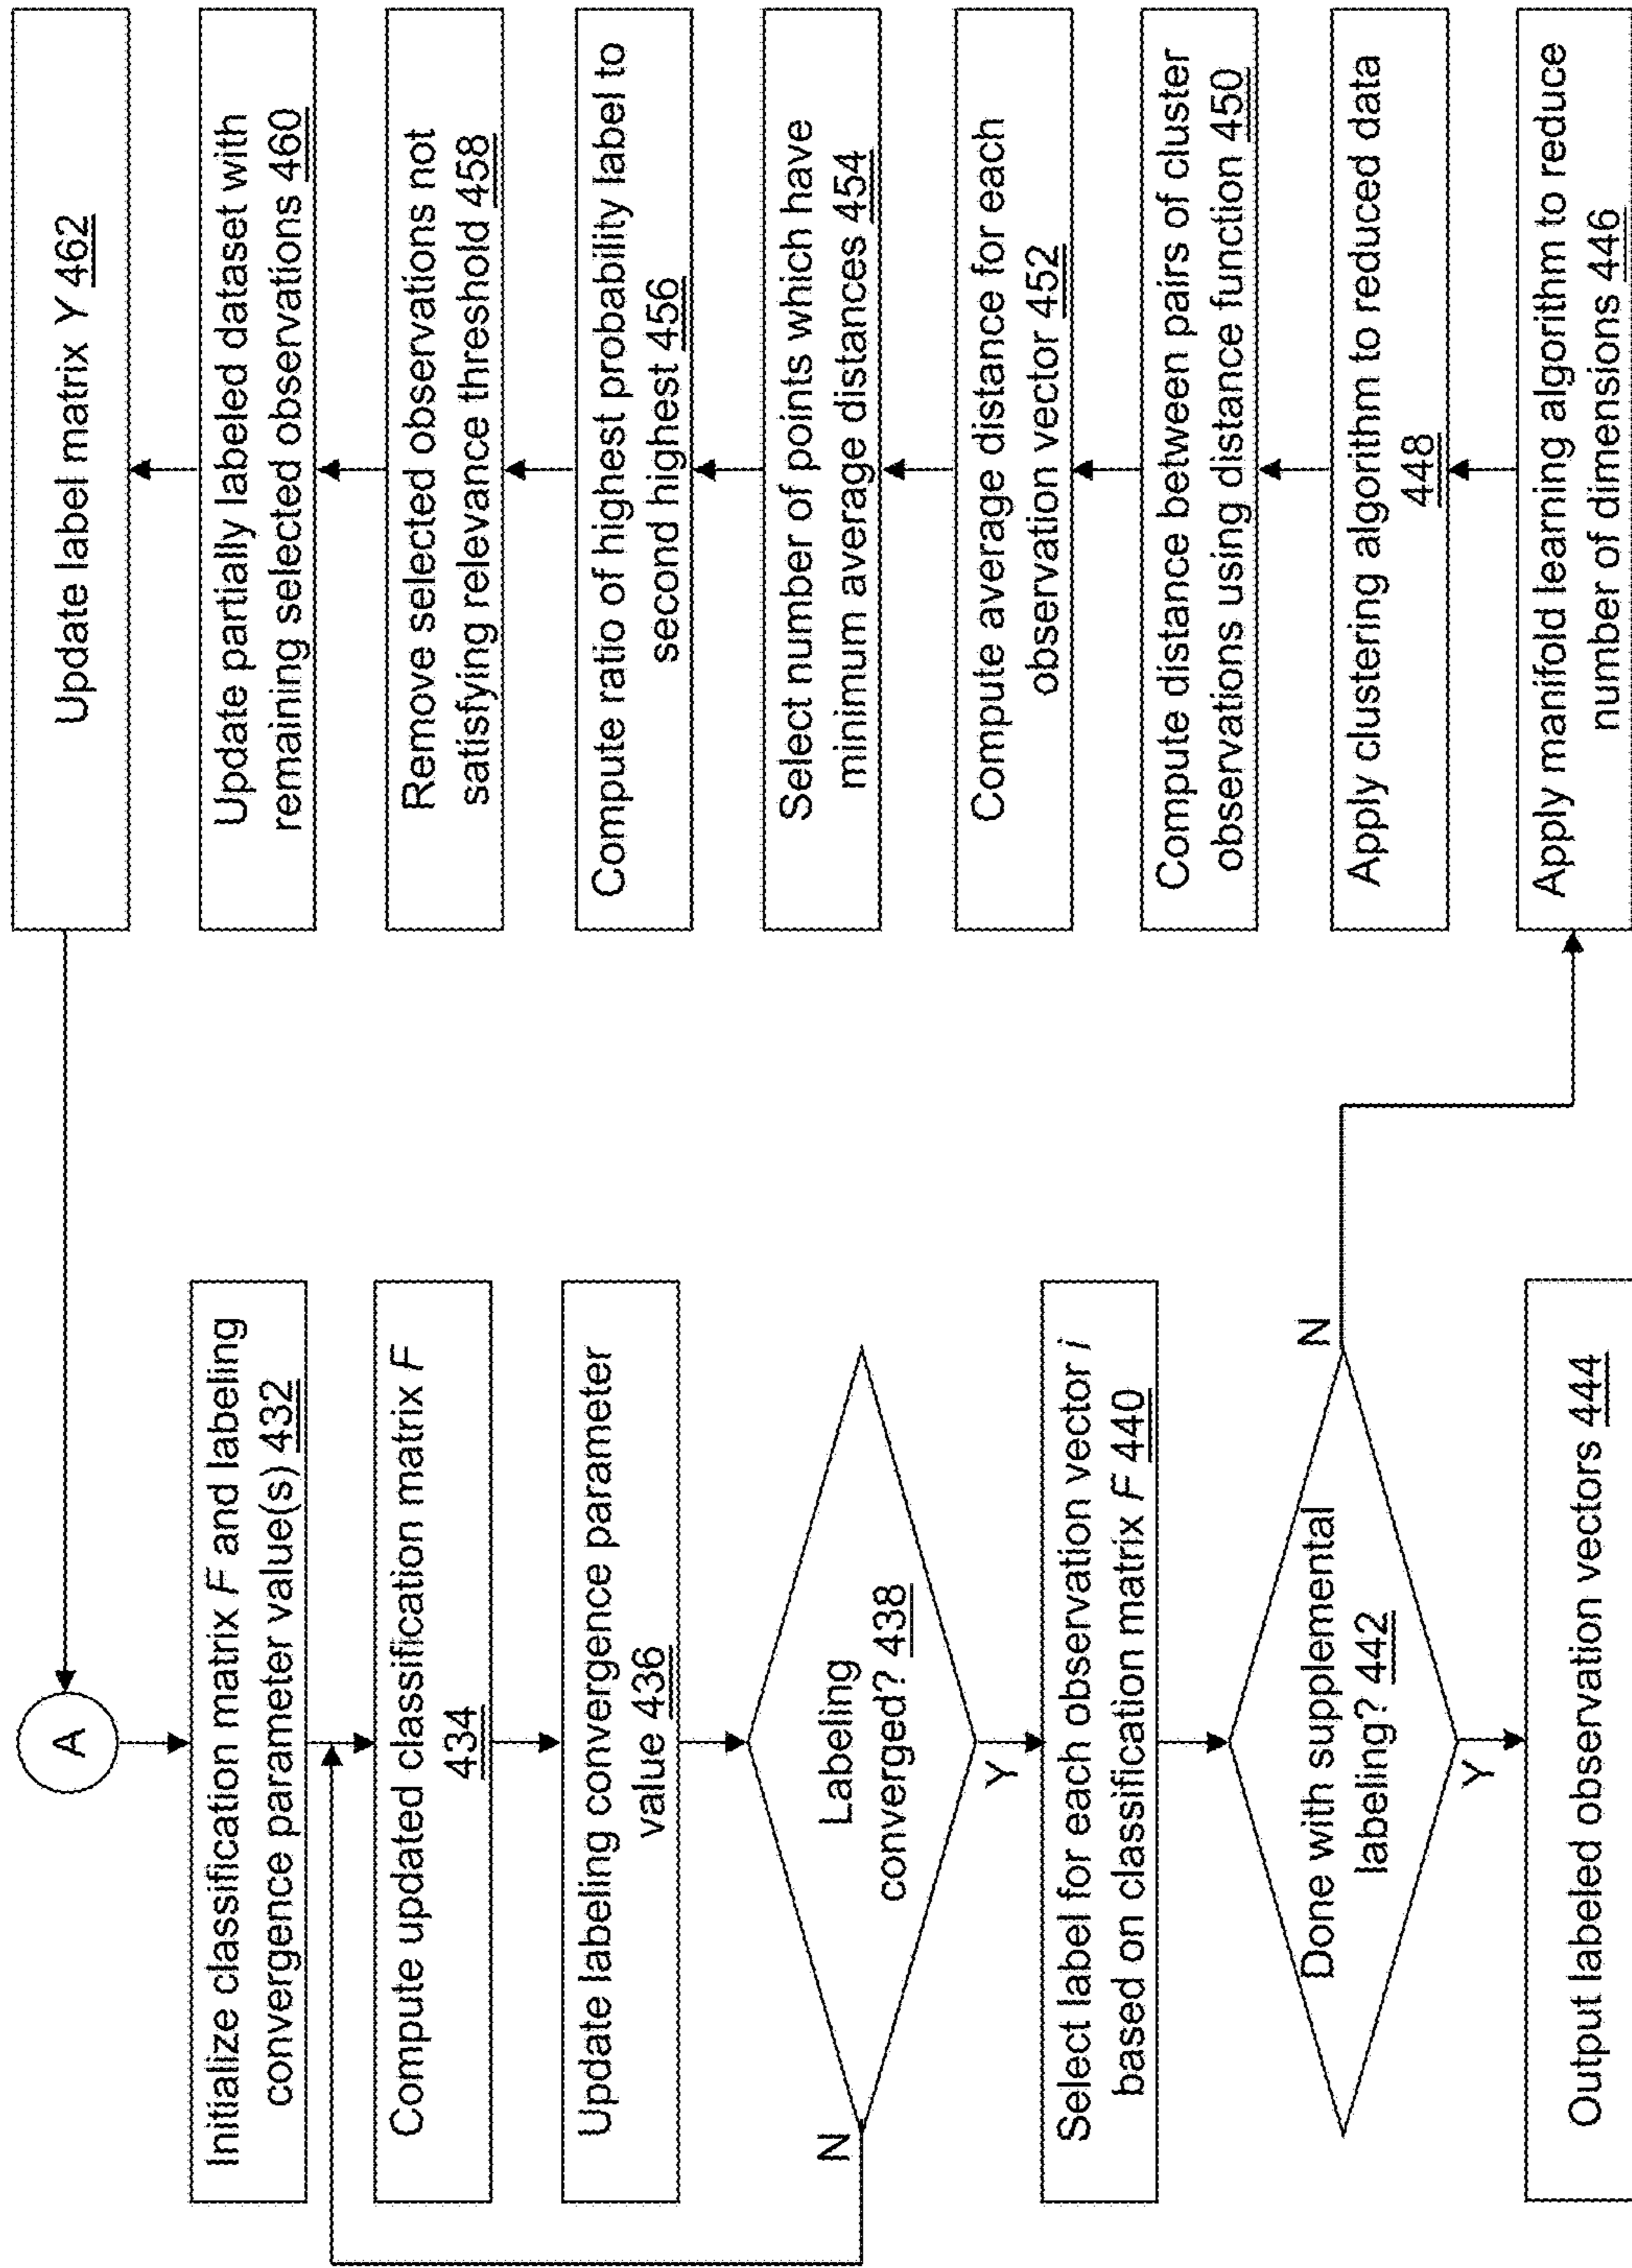 A
Initialize classification matrix F and labeling
convergence parameter value(s) 432
Compute updated classification matrix F
434
Update labeling convergence parameter
value 436
Labeling
converged? 438
N
Y
Select label for each observation vector i
based on classification matrix F 440
Done with supplemental
labeling? 442
N
Y
Output labeled observation vectors 444
Update label matrix Y 462
Update partially labeled dataset with
remaining selected observations 460
Remove selected observations not
satisfying relevance threshold 458
Compute ratio of highest probability label to
second highest 456
Select number of points which have
minimum average distances 454
Compute average distance for each
observation vector 452
Compute distance between pairs of cluster
observations using distance function 450
Apply clustering algorithm to reduced data
448
Apply manifold learning algorithm to reduce
number of dimensions 446